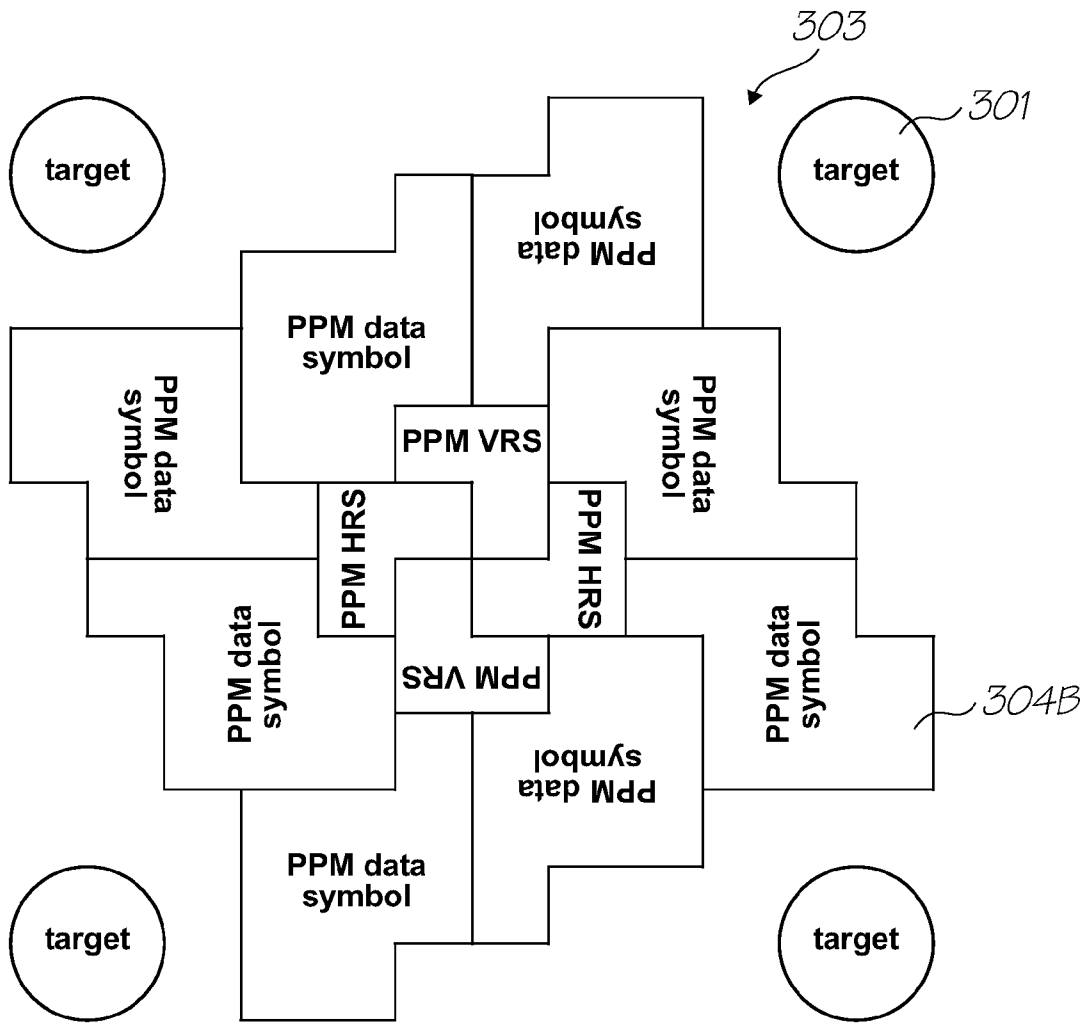 303
301
target
target
PPM data
symbol
PPM data
symbol
PPM data
symbol
PPM data
symbol
PPM VRS
PPM HRS
PPM HRS
PPM data
symbol
PPM VRS
PPM data
symbol
304B
PPM data
symbol
PPM data
symbol
target
target